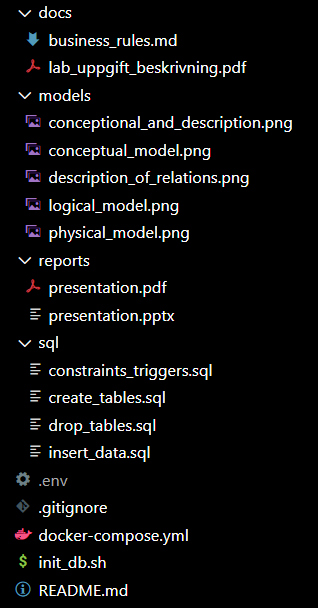 docs
business_rules.md
lab_uppgift_beskrivning.pdf
models
conceptional_and_description.png
conceptual_model.png
description_of_relations.png
logical_model.png
physical_model.png
reports
presentation.pdf
presentation.pptx
sql
constraints_triggers.sql
create_tables.sql
drop_tables.sql
insert_data.sql
.env
.gitignore
docker-compose.yml
init_db.sh
README.md